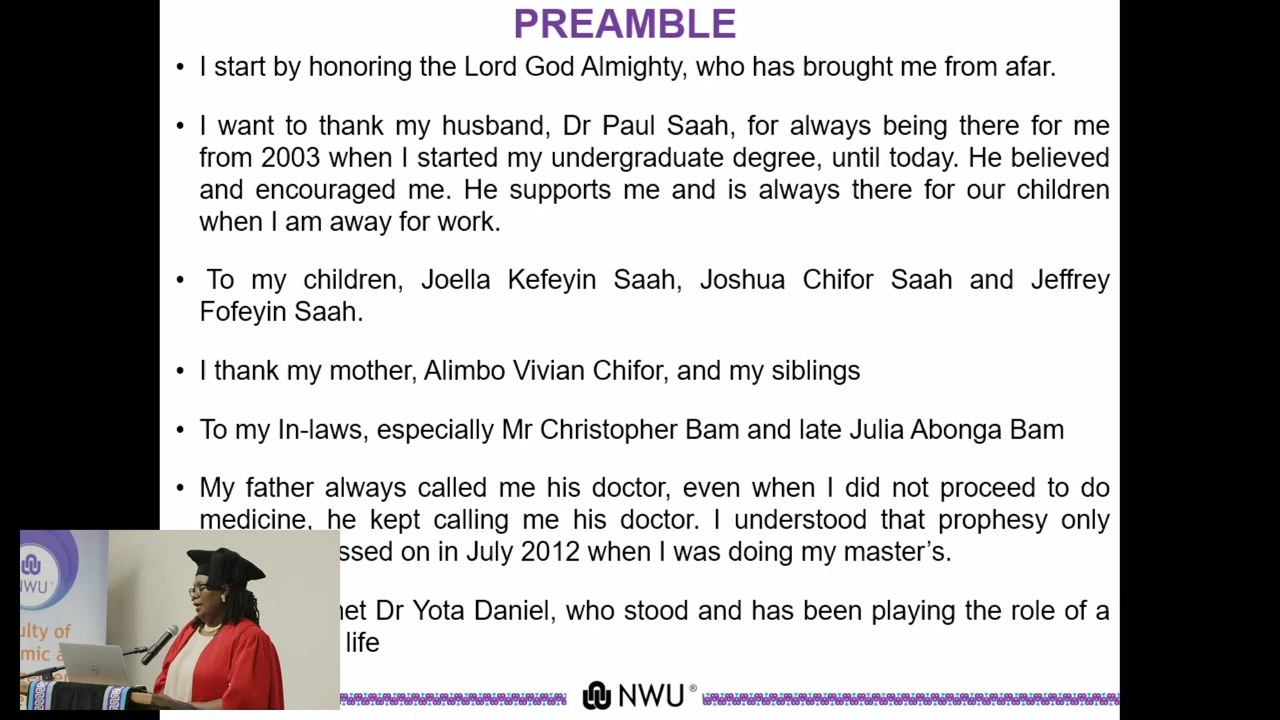 PREAMBLE
• I start by honoring the Lord God Almighty, who has brought me from afar.
• I want to thank my husband, Dr Paul Saah, for always being there for me
from 2003 when I started my undergraduate degree, until today. He believed
and encouraged me. He supports me and is always there for our children
when I am away for work.
• To my children, Joella Kefeyin Saah, Joshua Chifor Saah and Jeffrey
Fofeyin Saah.
• I thank my mother, Alimbo Vivian Chifor, and my siblings
• To my In-laws, especially Mr Christopher Bam and late Julia Abonga Bam
• My father always called me his doctor, even when I did not proceed to do
medicine, he kept calling me his doctor. I understood that prophesy only
ssed on in July 2012 when I was doing my master’s.
et Dr Yota Daniel, who stood and has been playing the role of a
life
NWU®
NWU
ulty of
mic a